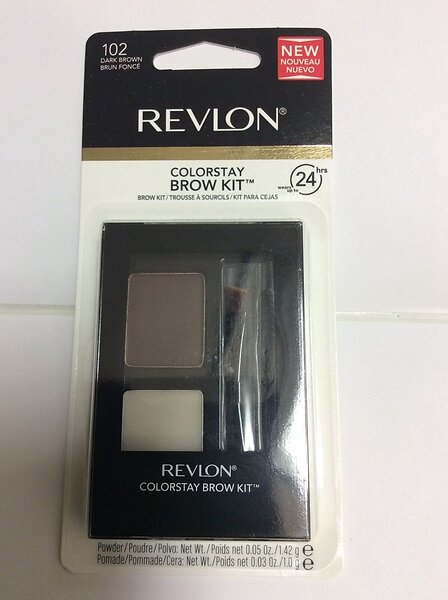 102
DARK BROWN
BRUN FONCÉ
NEW
NOUVEAU
NUEVO
REVLON®
COLORSTAY
BROW KIT™
wears up to 24 hrs
BROW KIT / TROUSSE À SOURCILS / KIT PARA CEJAS
REVLON®
COLORSTAY BROW KIT™
Powder/Poudre/Polvo: Net Wt./Poids net 0.05 Oz./1.42 g ℮
Pomade/Pommade/Cera: Net Wt./Poids net 0.03 Oz./1.0 g ℮